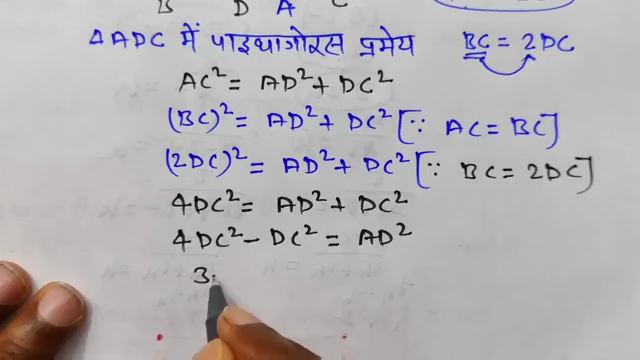 B D A C
∆ADC में पाइथागोरस प्रमेय BC = 2DC
AC² = AD² + DC²
(BC)² = AD² + DC² [∵ AC = BC]
(2DC)² = AD² + DC² [∵ BC = 2DC]
4DC² = AD² + DC²
4DC² - DC² = AD²
3